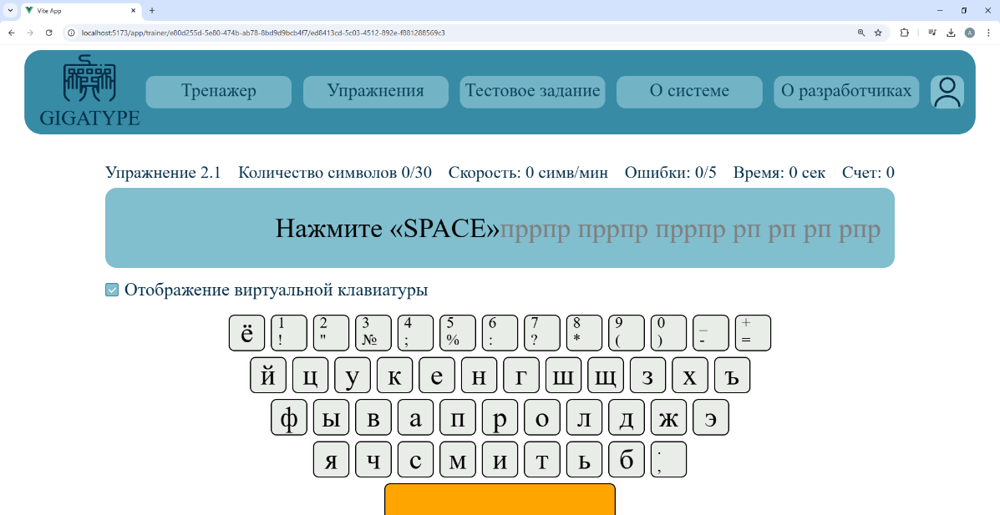 Vite App
localhost:5173/app/trainer/e80d255d-5e80-474b-ab78-8bd9d9bcb4f7/ed8413cd-5c03-4512-892e-f881288569c3
A
GIGATYPE
Тренажер Упражнения Тестовое задание О системе О разработчиках
Упражнение 2.1 Количество символов 0/30 Скорость: 0 симв/мин Ошибки: 0/5 Время: 0 сек Счет: 0
Нажмите «SPACE»пррпр пррпр пррпр рп рп рп рпр
Отображение виртуальной клавиатуры
ё 1 ! 2 " 3 № 4 ; 5 % 6 : 7 ? 8 * 9 ( 0 ) _ - + =
й ц у к е н г ш щ з х ъ
ф ы в а п р о л д ж э
я ч с м и т ь б . ,